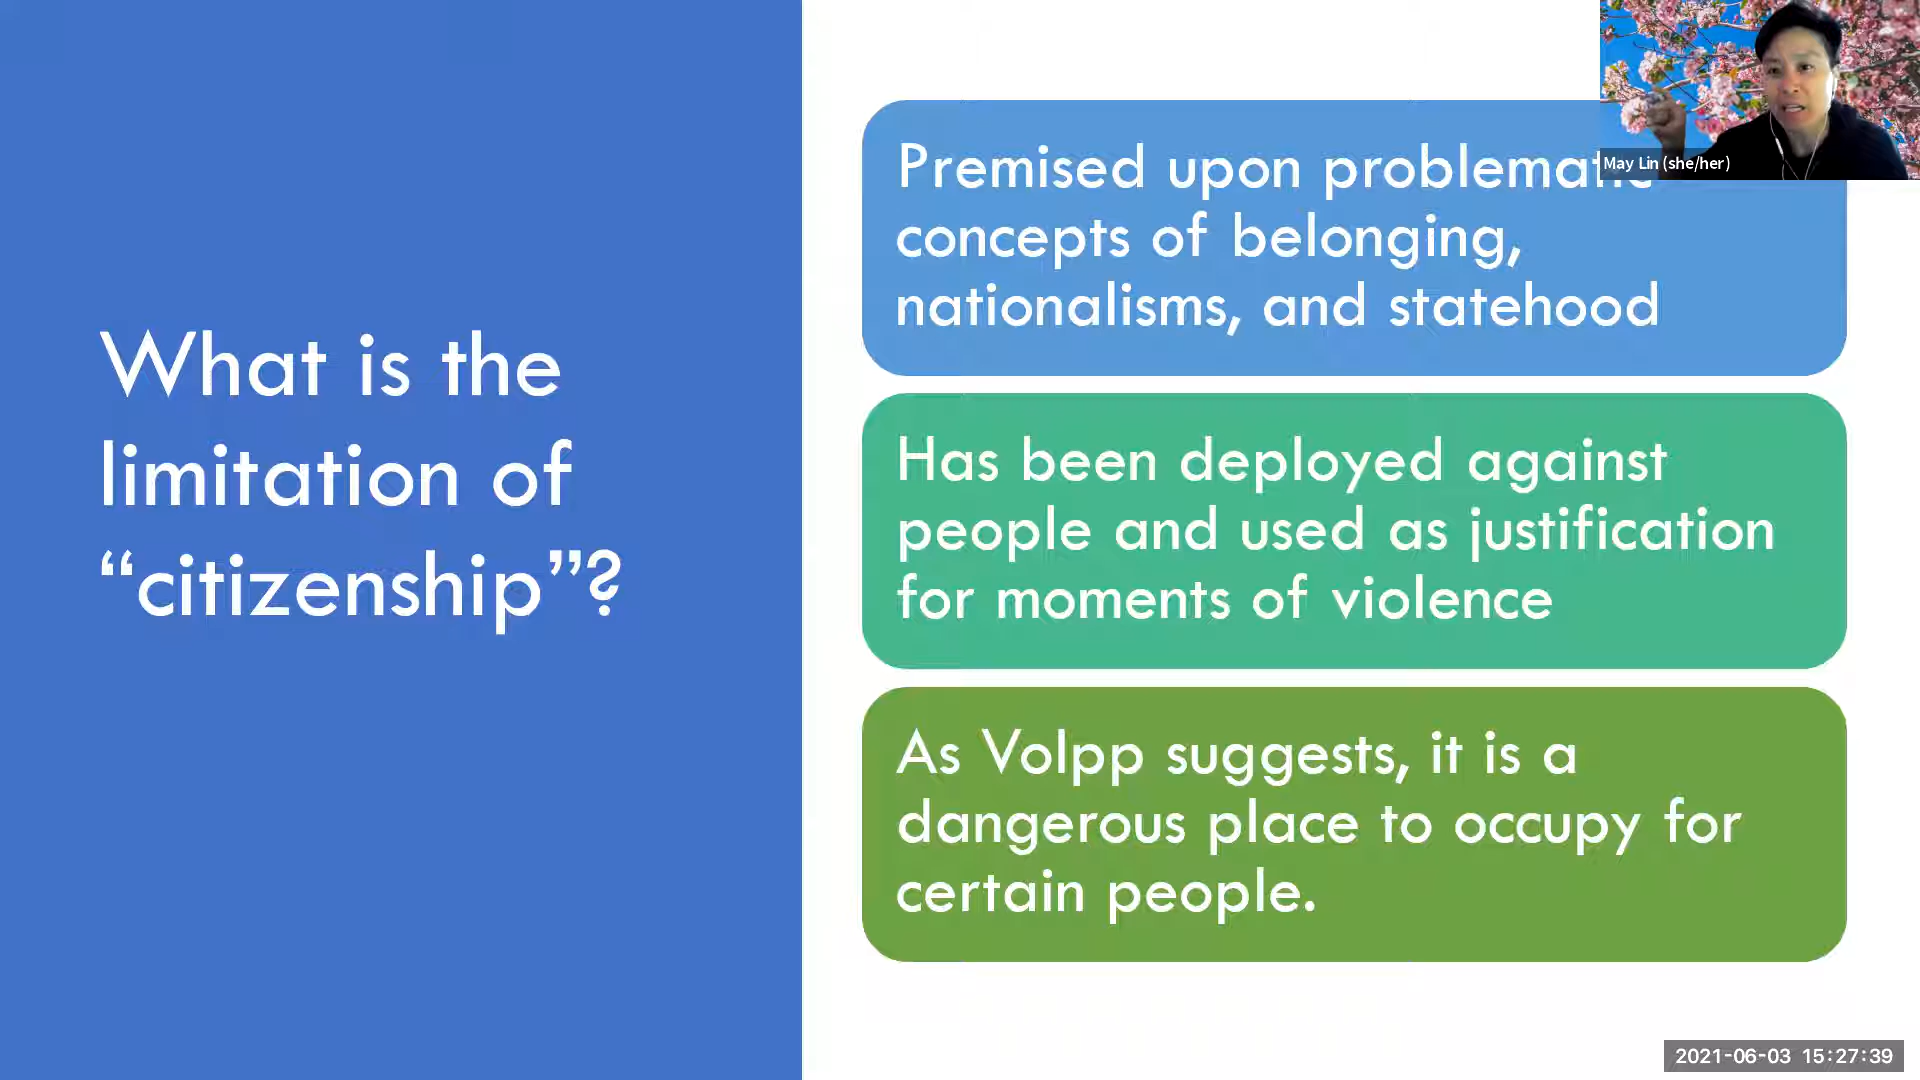 What is the
limitation of
“citizenship”?
Premised upon problematic
concepts of belonging,
nationalisms, and statehood
Has been deployed against
people and used as justification
for moments of violence
As Volpp suggests, it is a
dangerous place to occupy for
certain people.
May Lin (she/her)
2021-06-03 15:27:39